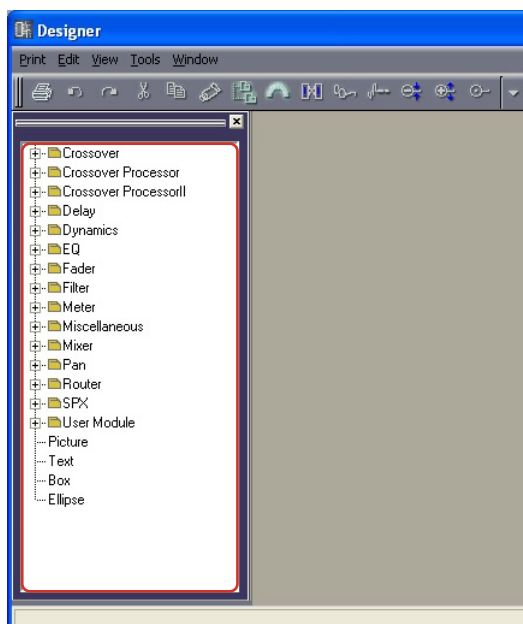 Designer
Print Edit View Tools Window
Crossover
Crossover Processor
Crossover ProcessorII
Delay
Dynamics
EQ
Fader
Filter
Meter
Miscellaneous
Mixer
Pan
Router
SPX
User Module
Picture
Text
Box
Ellipse